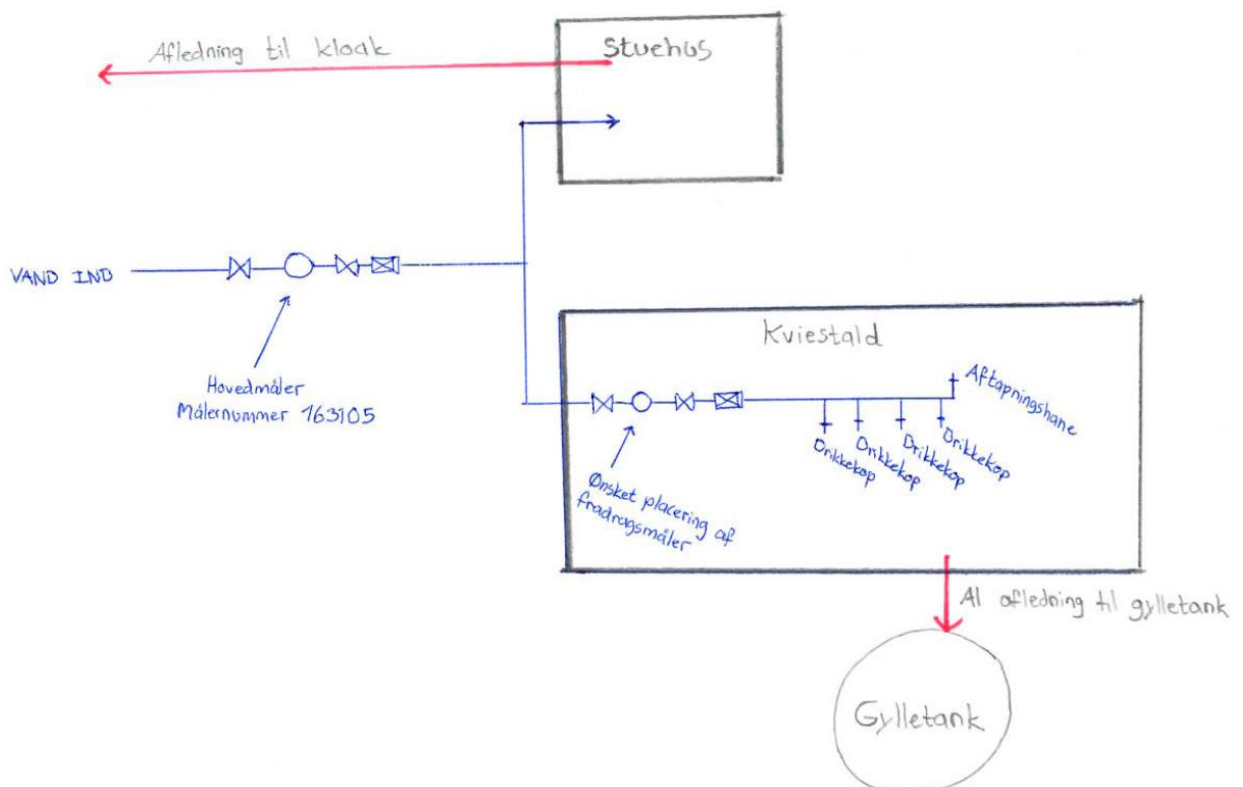 Afledning til kloak
Stuehus
VAND IND
Hovedmåler
Målernummer 163105
Kviestald
Aftapningshane
Drikkekop
Drikkekop
Drikkekop
Drikkekop
Ønsket placering af
fradragsmåler
Al afledning til gylletank
Gylletank